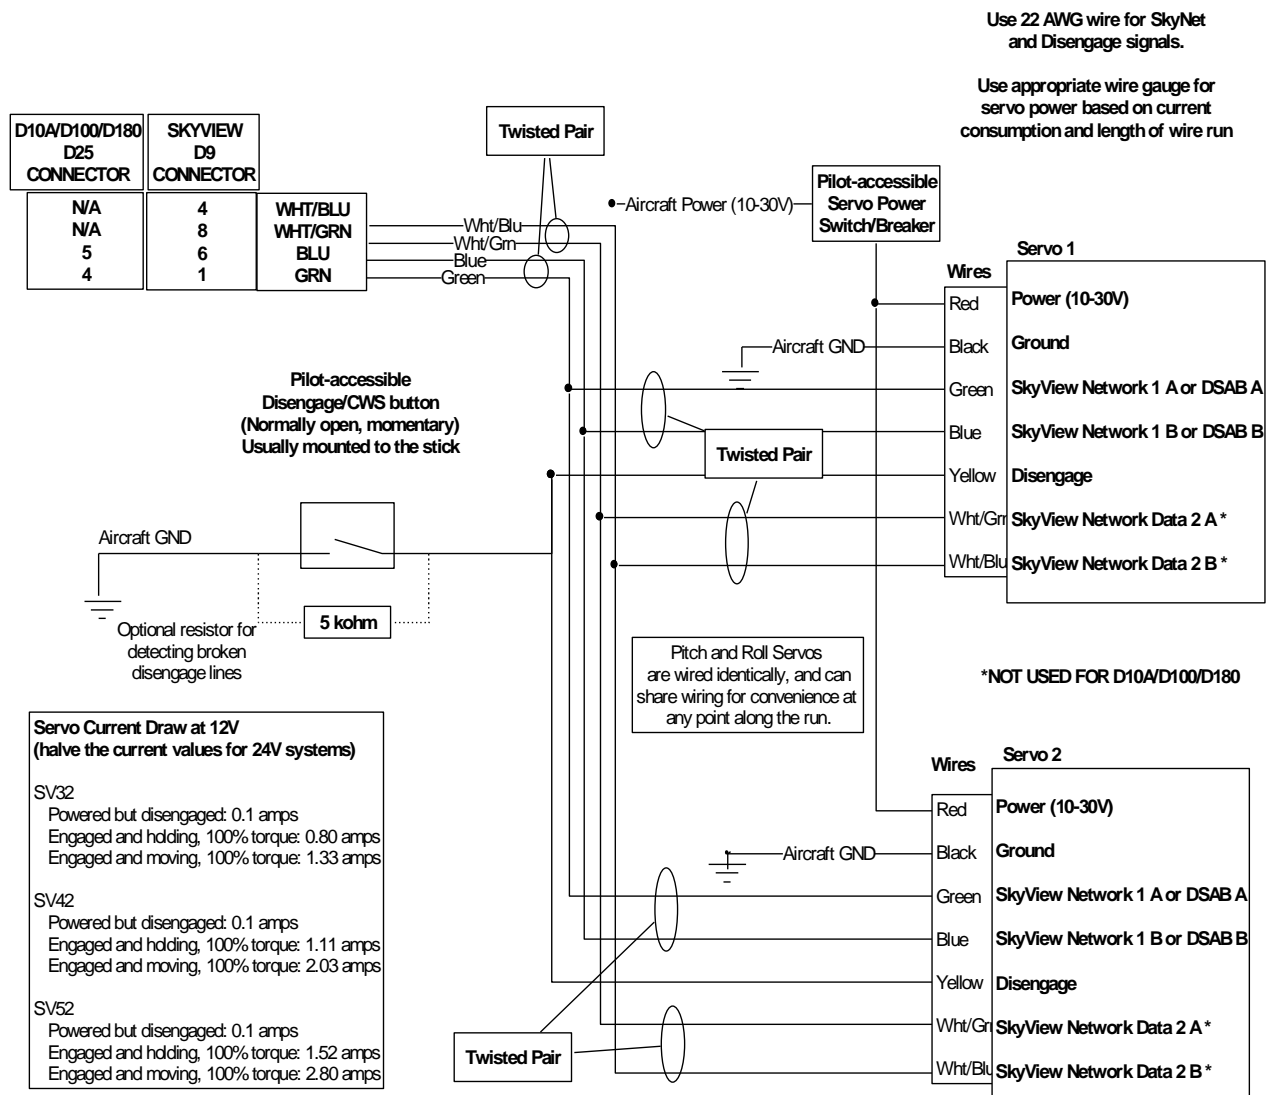 Use 22 AWG wire for SkyNet
and Disengage signals.
Use appropriate wire gauge for
servo power based on current
consumption and length of wire run
D10A/D100/D180
D25
CONNECTOR
SKYVIEW
D9
CONNECTOR
N/A 4 WHT/BLU
N/A 8 WHT/GRN
5 6 BLU
4 1 GRN
Twisted Pair
Wht/Blu
Wht/Grn
Blue
Green
Aircraft Power (10-30V)
Pilot-accessible
Servo Power
Switch/Breaker
Servo 1
Wires
Red Power (10-30V)
Aircraft GND
Black Ground
Green SkyView Network 1 A or DSAB A
Blue SkyView Network 1 B or DSAB B
Yellow Disengage
Wht/Grn SkyView Network Data 2 A *
Wht/Blu SkyView Network Data 2 B *
Twisted Pair
Pilot-accessible
Disengage/CWS button
(Normally open, momentary)
Usually mounted to the stick
Aircraft GND
5 kohm
Optional resistor for
detecting broken
disengage lines
Pitch and Roll Servos
are wired identically, and can
share wiring for convenience at
any point along the run.
*NOT USED FOR D10A/D100/D180
Servo Current Draw at 12V
(halve the current values for 24V systems)
SV32
Powered but disengaged: 0.1 amps
Engaged and holding, 100% torque: 0.80 amps
Engaged and moving, 100% torque: 1.33 amps
SV42
Powered but disengaged: 0.1 amps
Engaged and holding, 100% torque: 1.11 amps
Engaged and moving, 100% torque: 2.03 amps
SV52
Powered but disengaged: 0.1 amps
Engaged and holding, 100% torque: 1.52 amps
Engaged and moving, 100% torque: 2.80 amps
Servo 2
Wires
Red Power (10-30V)
Aircraft GND
Black Ground
Green SkyView Network 1 A or DSAB A
Blue SkyView Network 1 B or DSAB B
Yellow Disengage
Wht/Grn SkyView Network Data 2 A *
Wht/Blu SkyView Network Data 2 B *
Twisted Pair